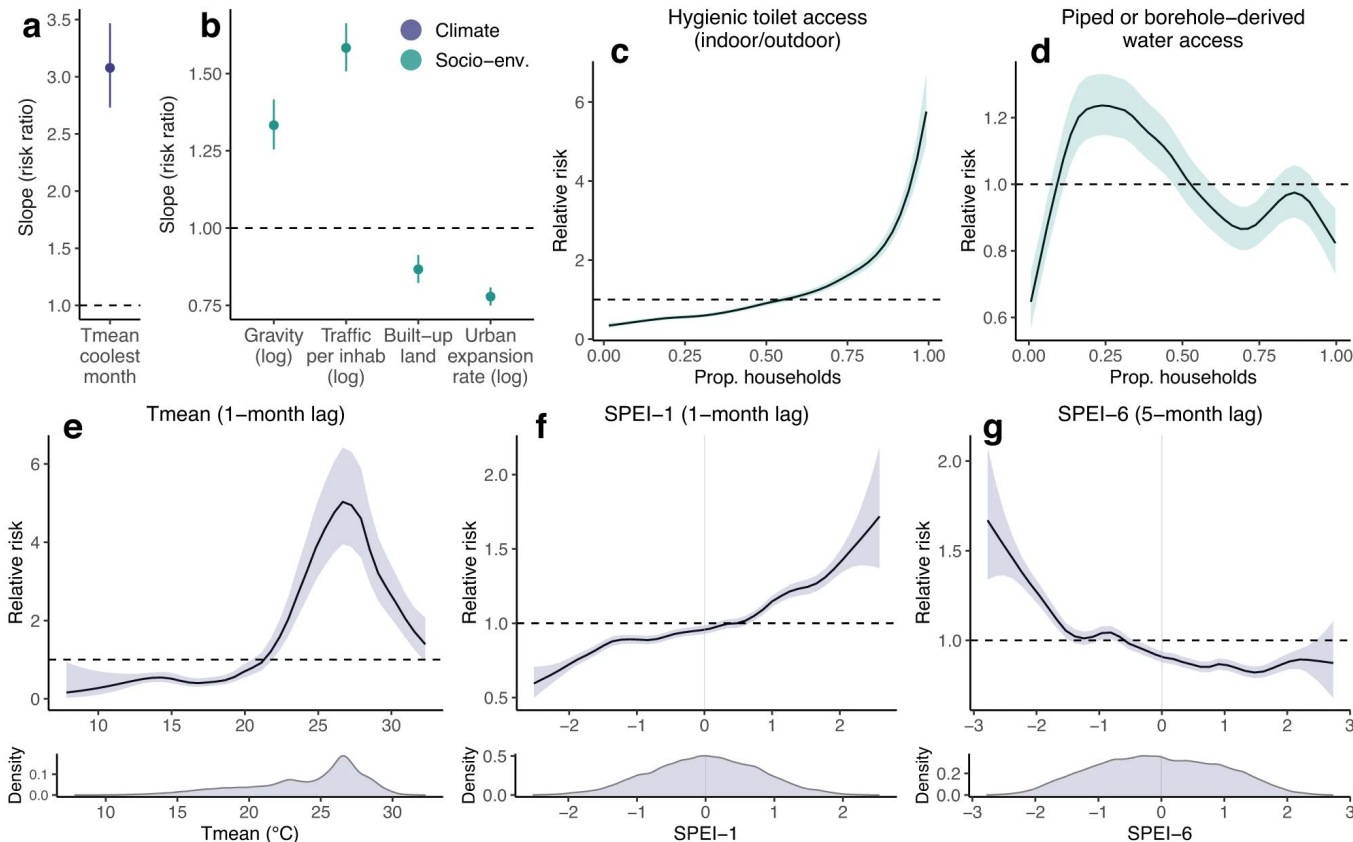 a
3.5
3.0
2.5
2.0
1.5
1.0
Slope (risk ratio)
Tmean
coolest
month
b
1.50
1.25
1.00
0.75
Slope (risk ratio)
Climate
Socio−env.
Gravity
(log)
Traffic
per inhab
(log)
Built−up
land
Urban
expansion
rate (log)
Hygienic toilet access
(indoor/outdoor)
c
6
4
2
0
Relative risk
0.00 0.25 0.50 0.75 1.00
Prop. households
Piped or borehole−derived
water access
d
1.2
1.0
0.8
0.6
Relative risk
0.00 0.25 0.50 0.75 1.00
Prop. households
Tmean (1−month lag)
e
6
4
2
0
Relative risk
10 15 20 25 30
Density
0.1
0.0
10 15 20 25 30
Tmean (°C)
SPEI−1 (1−month lag)
f
2.0
1.5
1.0
0.5
Relative risk
−2 −1 0 1 2
Density
0.5
0.0
−2 −1 0 1 2
SPEI−1
SPEI−6 (5−month lag)
g
2.0
1.5
1.0
Relative risk
−3 −2 −1 0 1 2 3
Density
0.2
0.0
−3 −2 −1 0 1 2 3
SPEI−6